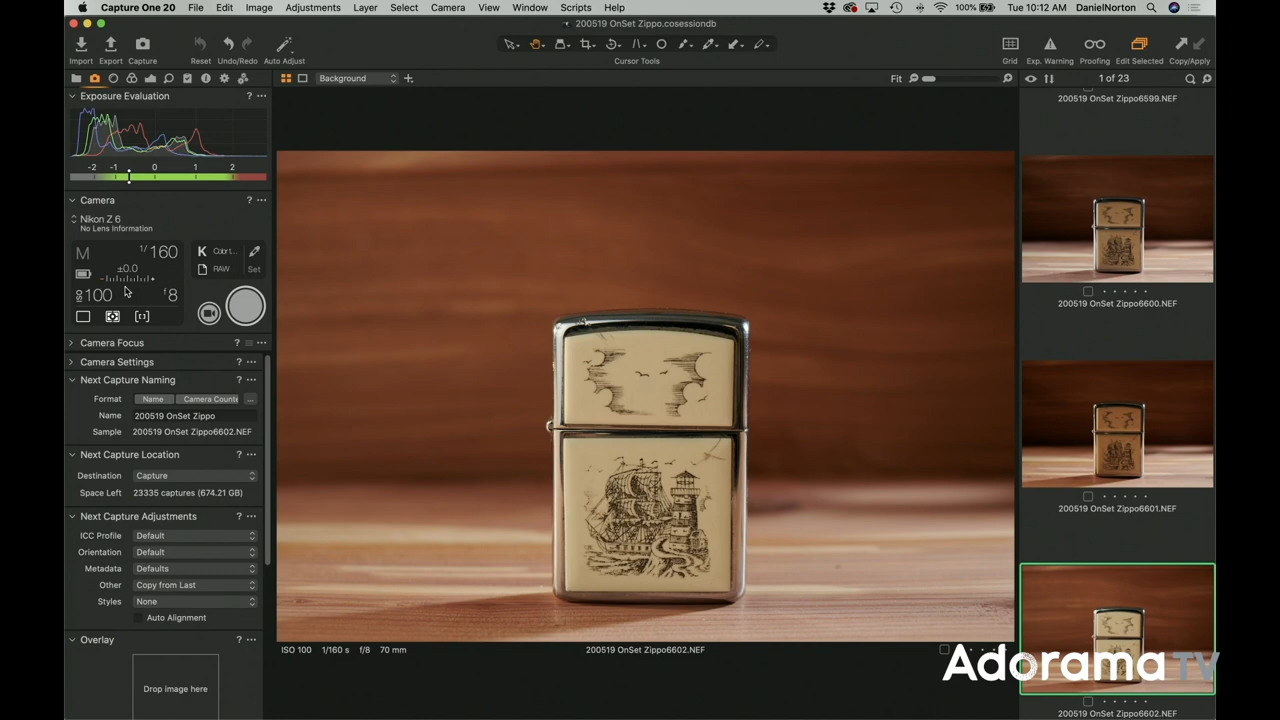 Capture One 20 File Edit Image Adjustments Layer Select Camera View Window Scripts Help 100% Tue 10:12 AM DanielNorton
200519 OnSet Zippo.cosessiondb
Import Export Capture Reset Undo/Redo Auto Adjust Cursor Tools Grid Exp. Warning Proofing Edit Selected Copy/Apply
Background Fit 1 of 23
Exposure Evaluation ? ...
-2 -1 0 1 2
Camera ? ...
Nikon Z 6
No Lens Information
M 1/160 K
±0.0 RAW Set
ISO 100 f8
Camera Focus ? ...
Camera Settings ? ...
Next Capture Naming ? ...
Format Name Camera Counte ...
Name 200519 OnSet Zippo
Sample 200519 OnSet Zippo6602.NEF
Next Capture Location ? ...
Destination Capture
Space Left 23335 captures (674.21 GB)
Next Capture Adjustments ? ...
ICC Profile Default
Orientation Default
Metadata Defaults
Other Copy from Last
Styles None
Auto Alignment
Overlay ? ...
Drop image here
ISO 100 1/160 s f/8 70 mm 200519 OnSet Zippo6602.NEF
200519 OnSet Zippo6599.NEF
200519 OnSet Zippo6600.NEF
200519 OnSet Zippo6601.NEF
200519 OnSet Zippo6602.NEF
Adorama TV